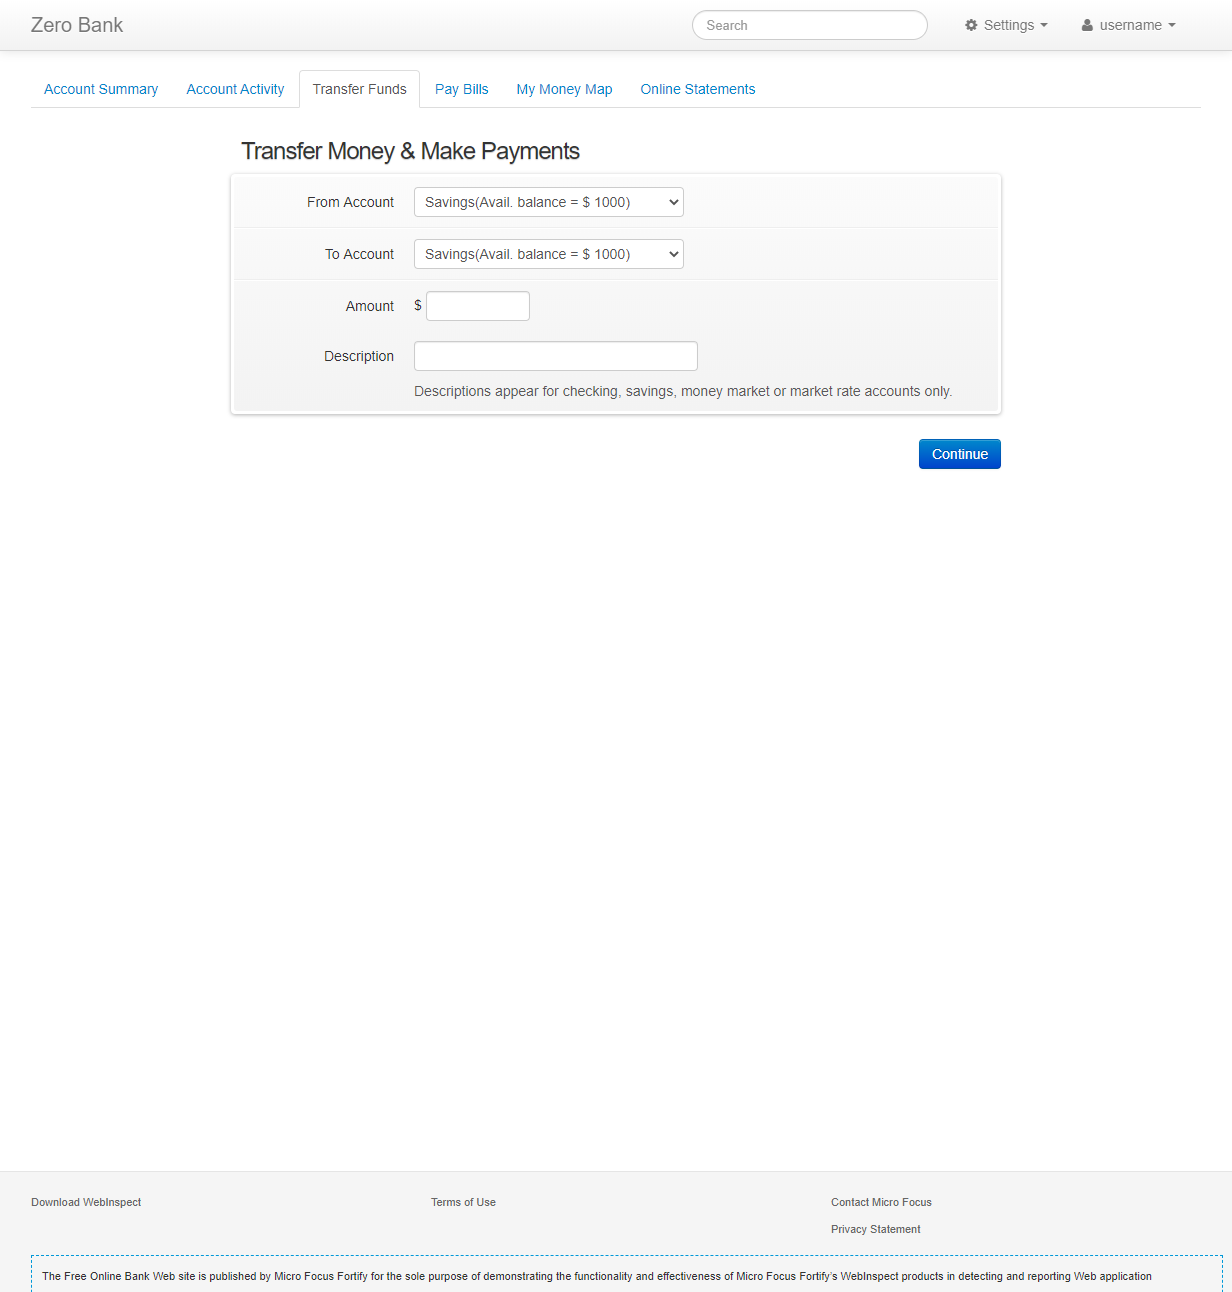 Zero Bank
Search
Settings
username
Account Summary
Account Activity
Transfer Funds
Pay Bills
My Money Map
Online Statements
Transfer Money & Make Payments
From Account
Savings(Avail. balance = $ 1000)
To Account
Savings(Avail. balance = $ 1000)
Amount
$
Description
Descriptions appear for checking, savings, money market or market rate accounts only.
Continue
Download WebInspect
Terms of Use
Contact Micro Focus
Privacy Statement
The Free Online Bank Web site is published by Micro Focus Fortify for the sole purpose of demonstrating the functionality and effectiveness of Micro Focus Fortify's WebInspect products in detecting and reporting Web application